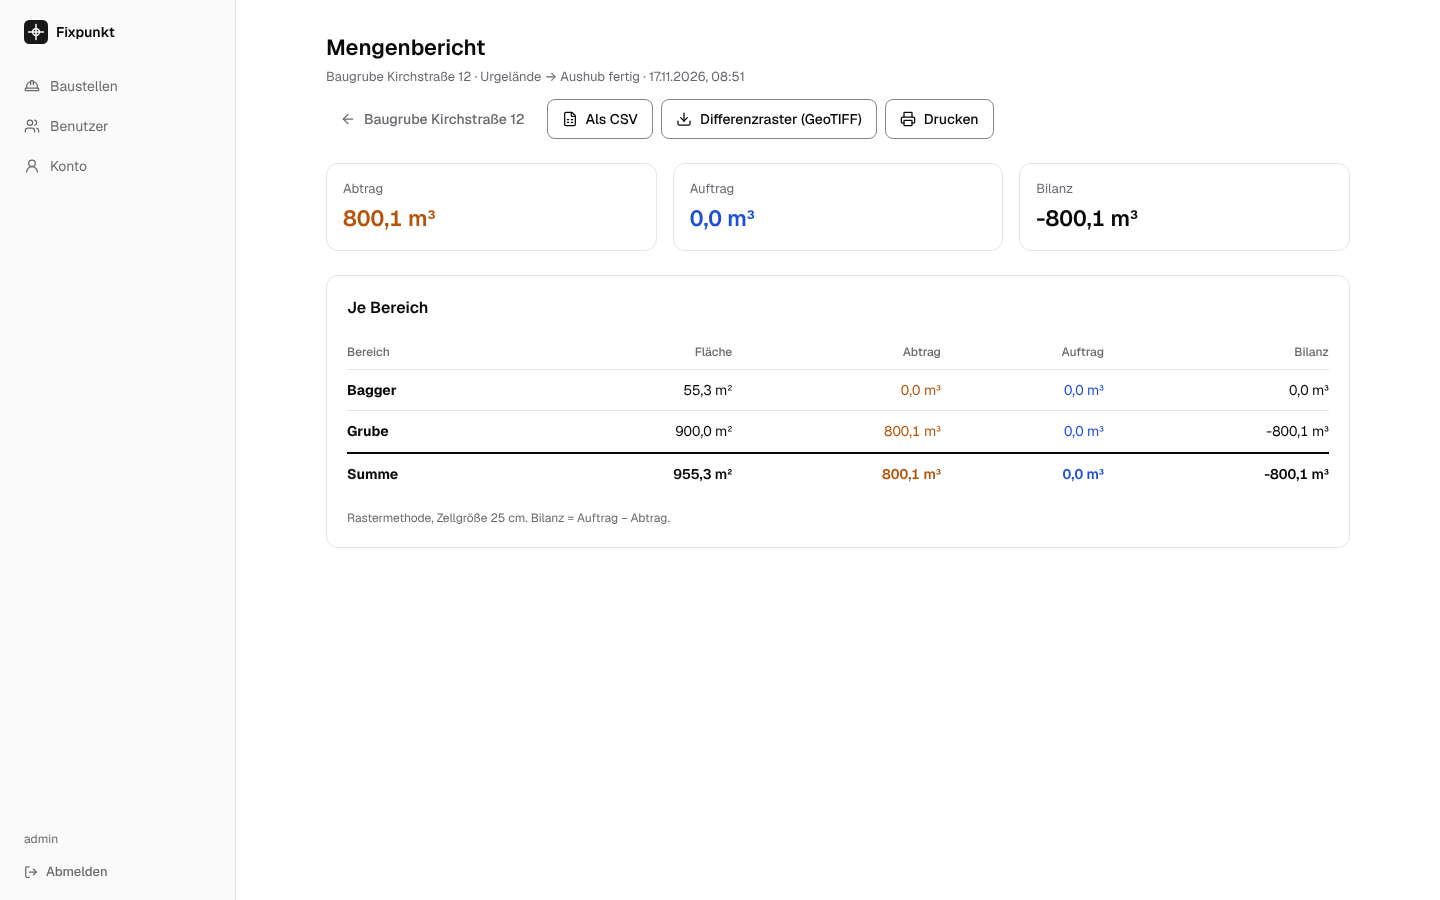 Fixpunkt
Baustellen
Benutzer
Konto
admin
Abmelden
Mengenbericht
Baugrube Kirchstraße 12 · Urgelände → Aushub fertig · 17.11.2026, 08:51
← Baugrube Kirchstraße 12
Als CSV
Differenzraster (GeoTIFF)
Drucken
Abtrag
800,1 m³
Auftrag
0,0 m³
Bilanz
-800,1 m³
Je Bereich
Bereich Fläche Abtrag Auftrag Bilanz
Bagger 55,3 m² 0,0 m³ 0,0 m³ 0,0 m³
Grube 900,0 m² 800,1 m³ 0,0 m³ -800,1 m³
Summe 955,3 m² 800,1 m³ 0,0 m³ -800,1 m³
Rastermethode, Zellgröße 25 cm. Bilanz = Auftrag − Abtrag.